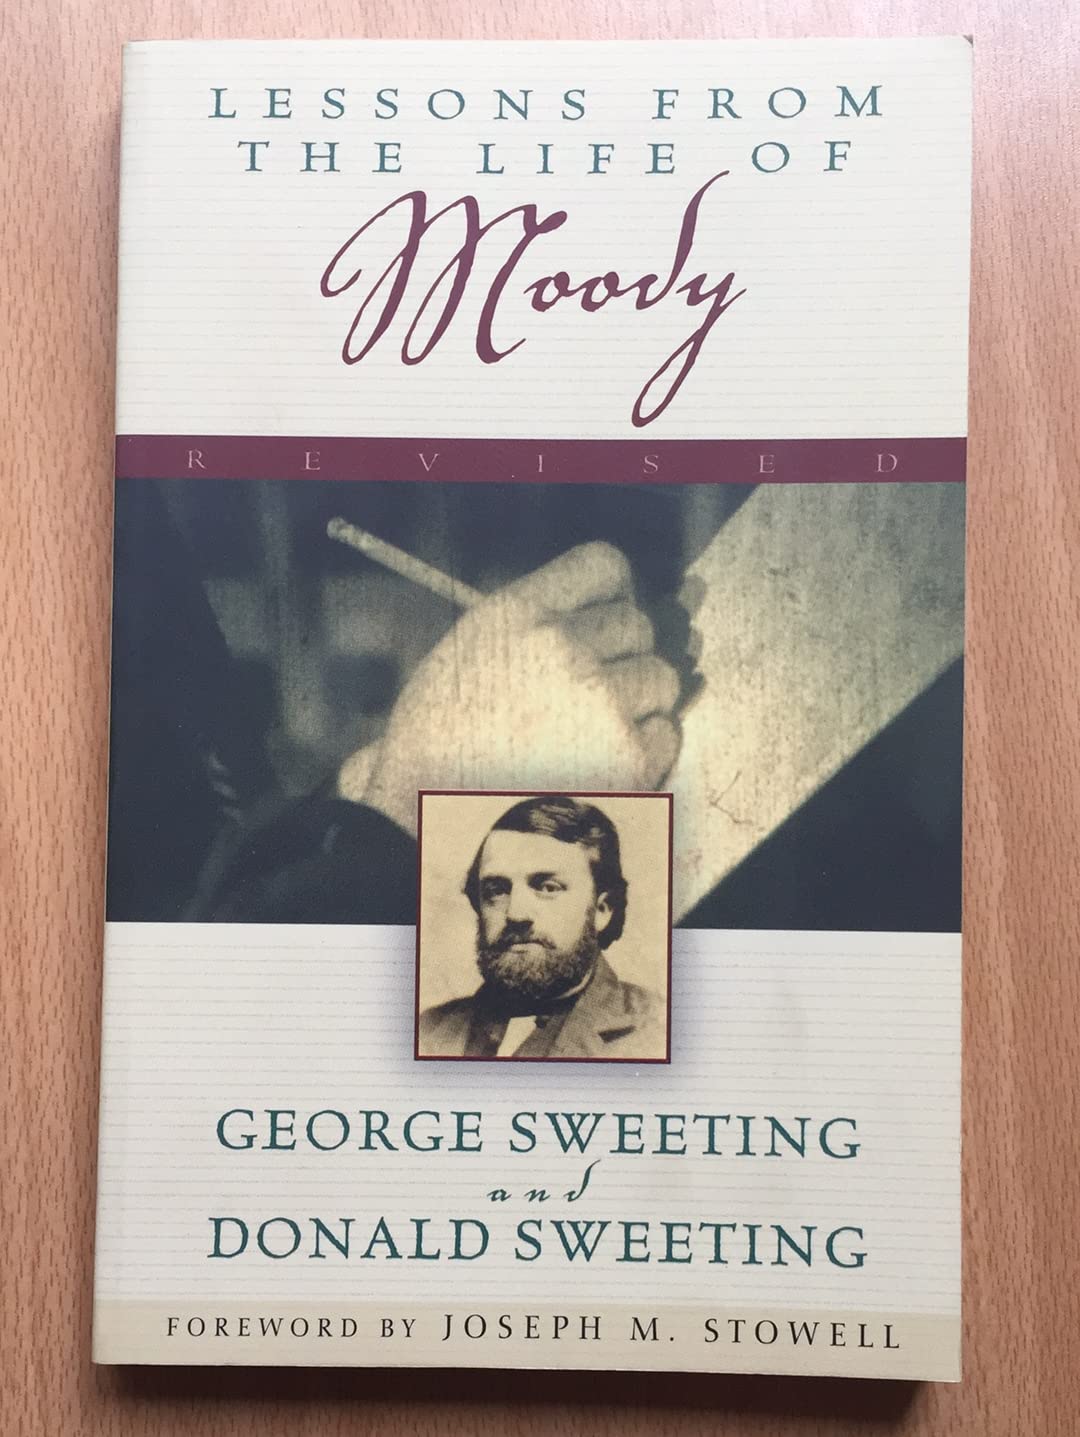 LESSONS FROM
THE LIFE OF
Moody
REVISED
GEORGE SWEETING
and
DONALD SWEETING
FOREWORD BY JOSEPH M. STOWELL